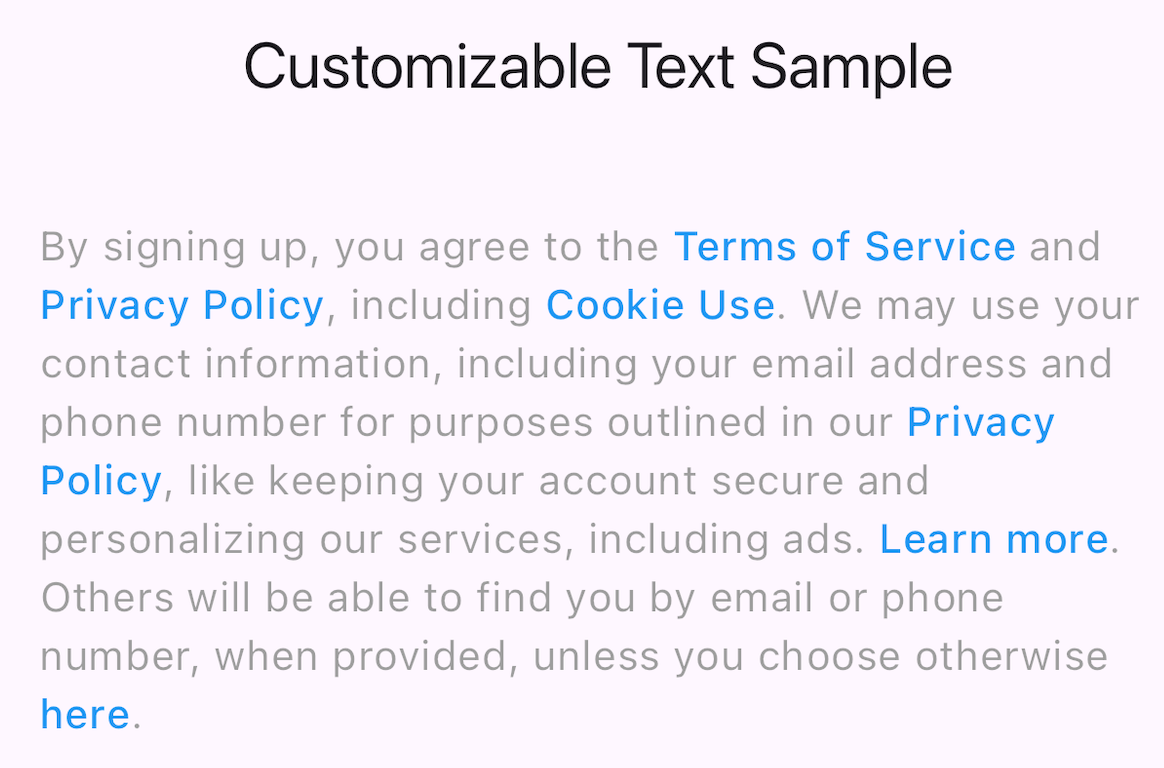 Customizable Text Sample
By signing up, you agree to the Terms of Service and
Privacy Policy, including Cookie Use. We may use your
contact information, including your email address and
phone number for purposes outlined in our Privacy
Policy, like keeping your account secure and
personalizing our services, including ads. Learn more.
Others will be able to find you by email or phone
number, when provided, unless you choose otherwise
here.